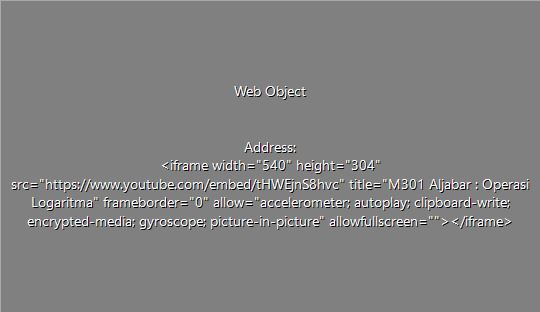 Web Object
Address:
<iframe width="540" height="304"
src="https://www.youtube.com/embed/tHWEjnS8hvc" title="M301 Aljabar : Operasi
Logaritma" frameborder="0" allow="accelerometer; autoplay; clipboard-write;
encrypted-media; gyroscope; picture-in-picture" allowfullscreen=""></iframe>